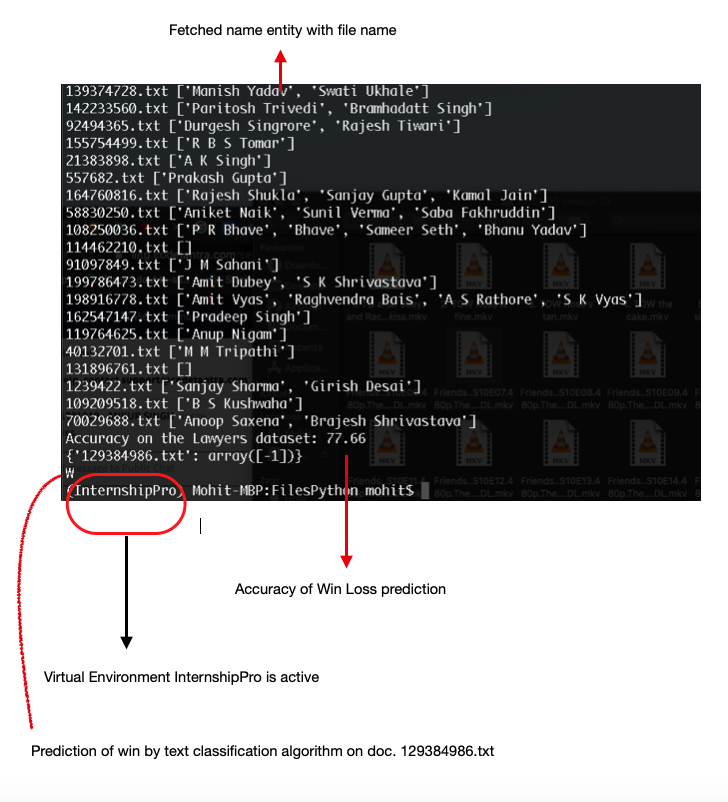 Fetched name entity with file name
139374728.txt ['Manish Yadav', 'Swati Ukhale']
142233560.txt ['Paritosh Trivedi', 'Bramhadatt Singh']
92494365.txt ['Durgesh Singrore', 'Rajesh Tiwari']
155754499.txt ['R B S Tomar']
21383898.txt ['A K Singh']
557682.txt ['Prakash Gupta']
164760816.txt ['Rajesh Shukla', 'Sanjay Gupta', 'Kamal Jain']
58830250.txt ['Aniket Naik', 'Sunil Verma', 'Saba Fakhruddin']
108250036.txt ['P R Bhave', 'Bhave', 'Sameer Seth', 'Bhanu Yadav']
114462210.txt []
91097849.txt ['J M Sahani']
199786473.txt ['Amit Dubey', 'S K Shrivastava']
198916778.txt ['Amit Vyas', 'Raghvendra Bais', 'A S Rathore', 'S K Vyas']
162547147.txt ['Pradeep Singh']
119764625.txt ['Anup Nigam']
40132701.txt ['M M Tripathi']
131896761.txt []
1239422.txt ['Sanjay Sharma', 'Girish Desai']
109209518.txt ['B S Kushwaha']
70029688.txt ['Anoop Saxena', 'Brajesh Shrivastava']
Accuracy on the Lawyers dataset: 77.66
{'129384986.txt': array([-1])}
W
(InternshipPro) Mohit-MBP:FilesPython mohit$
Accuracy of Win Loss prediction
Virtual Environment InternshipPro is active
Prediction of win by text classification algorithm on doc. 129384986.txt